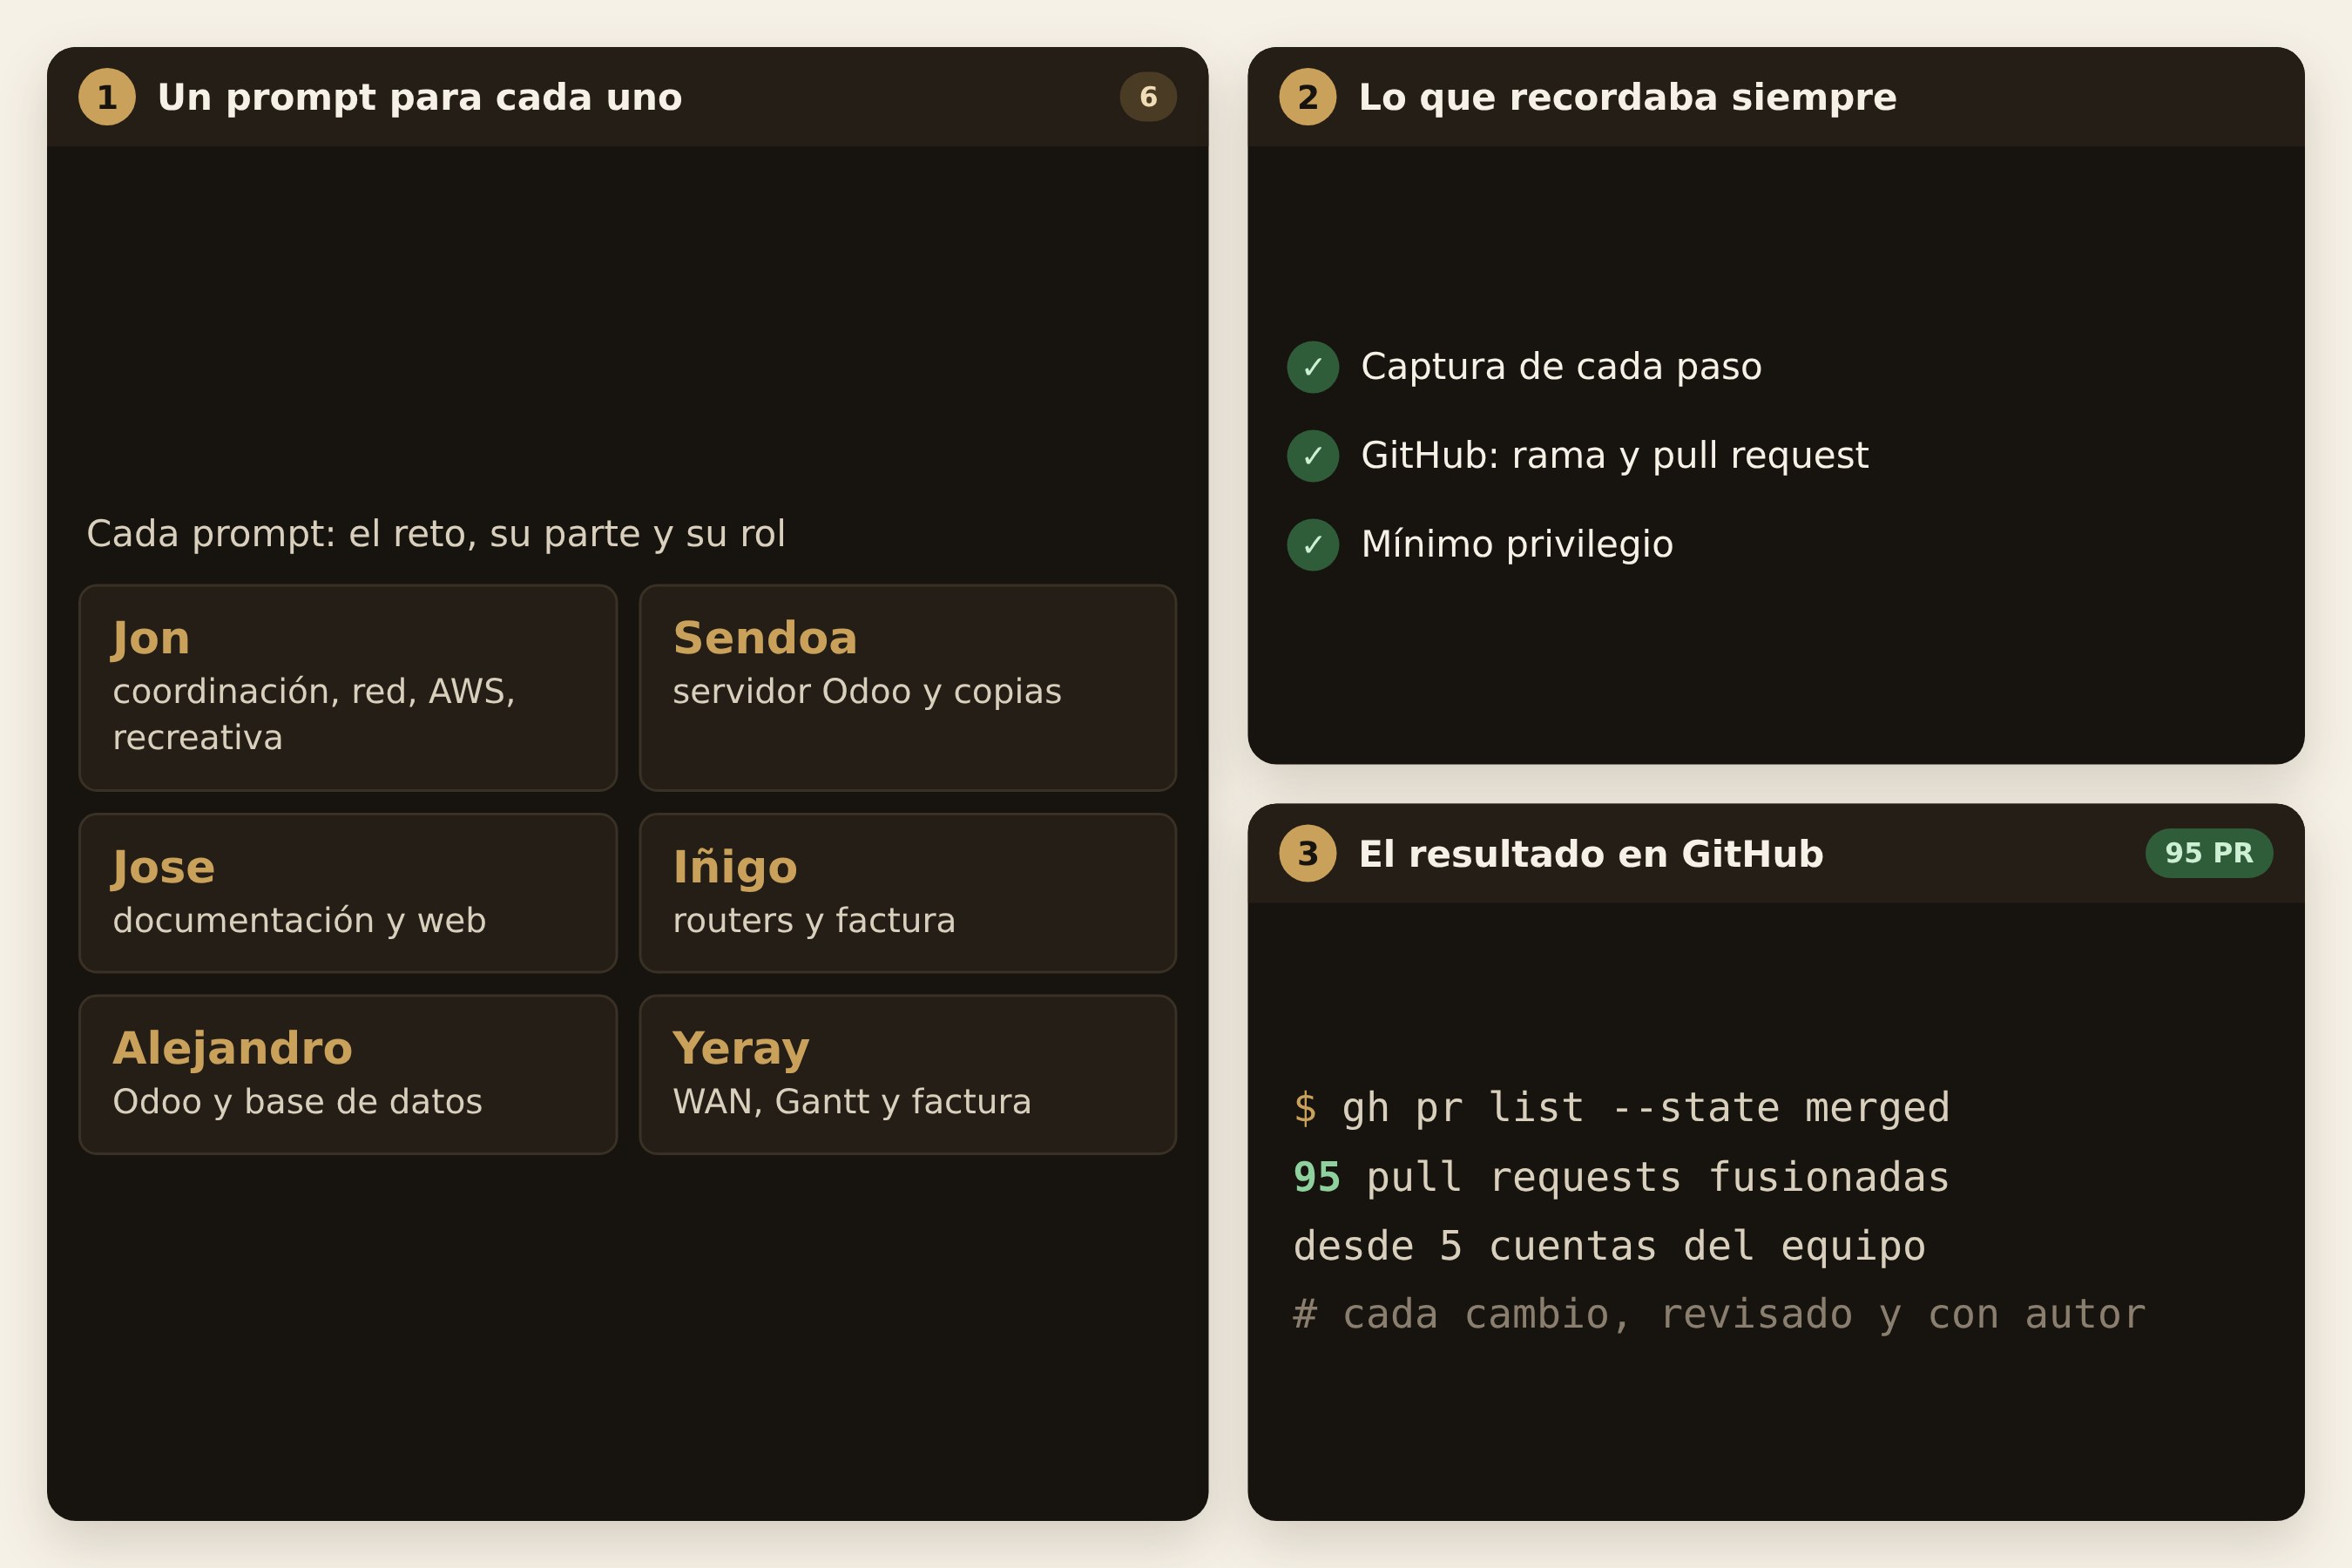 1 Un prompt para cada uno 6
Cada prompt: el reto, su parte y su rol
Jon
coordinación, red, AWS,
recreativa
Sendoa
servidor Odoo y copias
Jose
documentación y web
Iñigo
routers y factura
Alejandro
Odoo y base de datos
Yeray
WAN, Gantt y factura
2 Lo que recordaba siempre
✓ Captura de cada paso
✓ GitHub: rama y pull request
✓ Mínimo privilegio
3 El resultado en GitHub 95 PR
$ gh pr list --state merged
95 pull requests fusionadas
desde 5 cuentas del equipo
# cada cambio, revisado y con autor